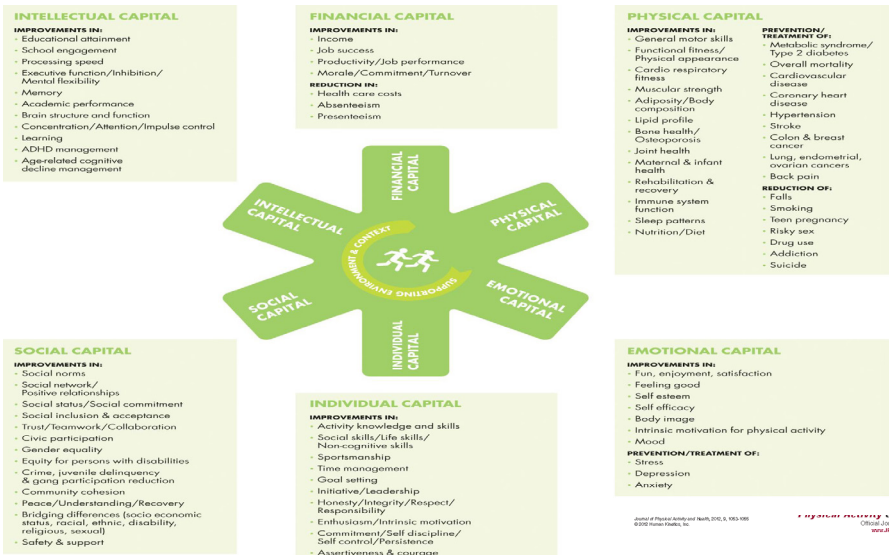 INTELLECTUAL CAPITAL
IMPROVEMENTS IN:
- Educational attainment
- School engagement
- Processing speed
- Executive function/Inhibition/
Mental flexibility
- Memory
- Academic performance
- Brain structure and function
- Concentration/Attention/Impulse control
- Learning
- ADHD management
- Age-related cognitive
decline management
FINANCIAL CAPITAL
IMPROVEMENTS IN:
- Income
- Job success
- Productivity/Job performance
- Morale/Commitment/Turnover
REDUCTION IN:
- Health care costs
- Absenteeism
- Presenteeism
PHYSICAL CAPITAL
IMPROVEMENTS IN:
- General motor skills
- Functional fitness/
Physical appearance
- Cardio respiratory
fitness
- Muscular strength
- Adiposity/Body
composition
- Lipid profile
- Bone health/
Osteoporosis
- Joint health
- Maternal & infant
health
- Rehabilitation &
recovery
- Immune system
function
- Sleep patterns
- Nutrition/Diet
PREVENTION/
TREATMENT OF:
- Metabolic syndrome/
Type 2 diabetes
- Overall mortality
- Cardiovascular
disease
- Coronary heart
disease
- Hypertension
- Stroke
- Colon & breast
cancer
- Lung, endometrial,
ovarian cancers
- Back pain
REDUCTION OF:
- Falls
- Smoking
- Teen pregnancy
- Risky sex
- Drug use
- Addiction
- Suicide
FINANCIAL
CAPITAL
INTELLECTUAL
CAPITAL
PHYSICAL
CAPITAL
SUPPORTING ENVIRONMENT & CONTEXT
SOCIAL
CAPITAL
EMOTIONAL
CAPITAL
INDIVIDUAL
CAPITAL
SOCIAL CAPITAL
IMPROVEMENTS IN:
- Social norms
- Social network/
Positive relationships
- Social status/Social commitment
- Social inclusion & acceptance
- Trust/Teamwork/Collaboration
- Civic participation
- Gender equality
- Equity for persons with disabilities
- Crime, juvenile delinquency
& gang participation reduction
- Community cohesion
- Peace/Understanding/Recovery
- Bridging differences (socio economic
status, racial, ethnic, disability,
religious, sexual)
- Safety & support
INDIVIDUAL CAPITAL
IMPROVEMENTS IN:
- Activity knowledge and skills
- Social skills/Life skills/
Non-cognitive skills
- Sportsmanship
- Time management
- Goal setting
- Initiative/Leadership
- Honesty/Integrity/Respect/
Responsibility
- Enthusiasm/Intrinsic motivation
- Commitment/Self discipline/
Self control/Persistence
- Assertiveness & courage
EMOTIONAL CAPITAL
IMPROVEMENTS IN:
- Fun, enjoyment, satisfaction
- Feeling good
- Self esteem
- Self efficacy
- Body image
- Intrinsic motivation for physical activity
- Mood
PREVENTION/TREATMENT OF:
- Stress
- Depression
- Anxiety
Journal of Physical Activity and Health, 2012, 9, 1053-1055
© 2012 Human Kinetics, Inc.
Physical Activity
Official Jo